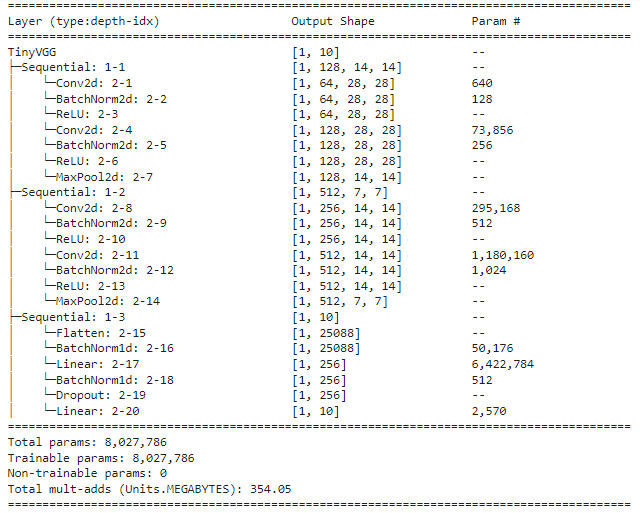 ==========================================================================================
Layer (type:depth-idx)                   Output Shape              Param #
==========================================================================================
TinyVGG                                  [1, 10]                   --
├─Sequential: 1-1                        [1, 128, 14, 14]          --
│    └─Conv2d: 2-1                       [1, 64, 28, 28]           640
│    └─BatchNorm2d: 2-2                  [1, 64, 28, 28]           128
│    └─ReLU: 2-3                         [1, 64, 28, 28]           --
│    └─Conv2d: 2-4                       [1, 128, 28, 28]          73,856
│    └─BatchNorm2d: 2-5                  [1, 128, 28, 28]          256
│    └─ReLU: 2-6                         [1, 128, 28, 28]          --
│    └─MaxPool2d: 2-7                    [1, 128, 14, 14]          --
├─Sequential: 1-2                        [1, 512, 7, 7]            --
│    └─Conv2d: 2-8                       [1, 256, 14, 14]          295,168
│    └─BatchNorm2d: 2-9                  [1, 256, 14, 14]          512
│    └─ReLU: 2-10                        [1, 256, 14, 14]          --
│    └─Conv2d: 2-11                      [1, 512, 14, 14]          1,180,160
│    └─BatchNorm2d: 2-12                 [1, 512, 14, 14]          1,024
│    └─ReLU: 2-13                        [1, 512, 14, 14]          --
│    └─MaxPool2d: 2-14                   [1, 512, 7, 7]            --
├─Sequential: 1-3                        [1, 10]                   --
│    └─Flatten: 2-15                     [1, 25088]                --
│    └─BatchNorm1d: 2-16                 [1, 25088]                50,176
│    └─Linear: 2-17                      [1, 256]                  6,422,784
│    └─BatchNorm1d: 2-18                 [1, 256]                  512
│    └─Dropout: 2-19                     [1, 256]                  --
│    └─Linear: 2-20                      [1, 10]                   2,570
==========================================================================================
Total params: 8,027,786
Trainable params: 8,027,786
Non-trainable params: 0
Total mult-adds (Units.MEGABYTES): 354.05
==========================================================================================